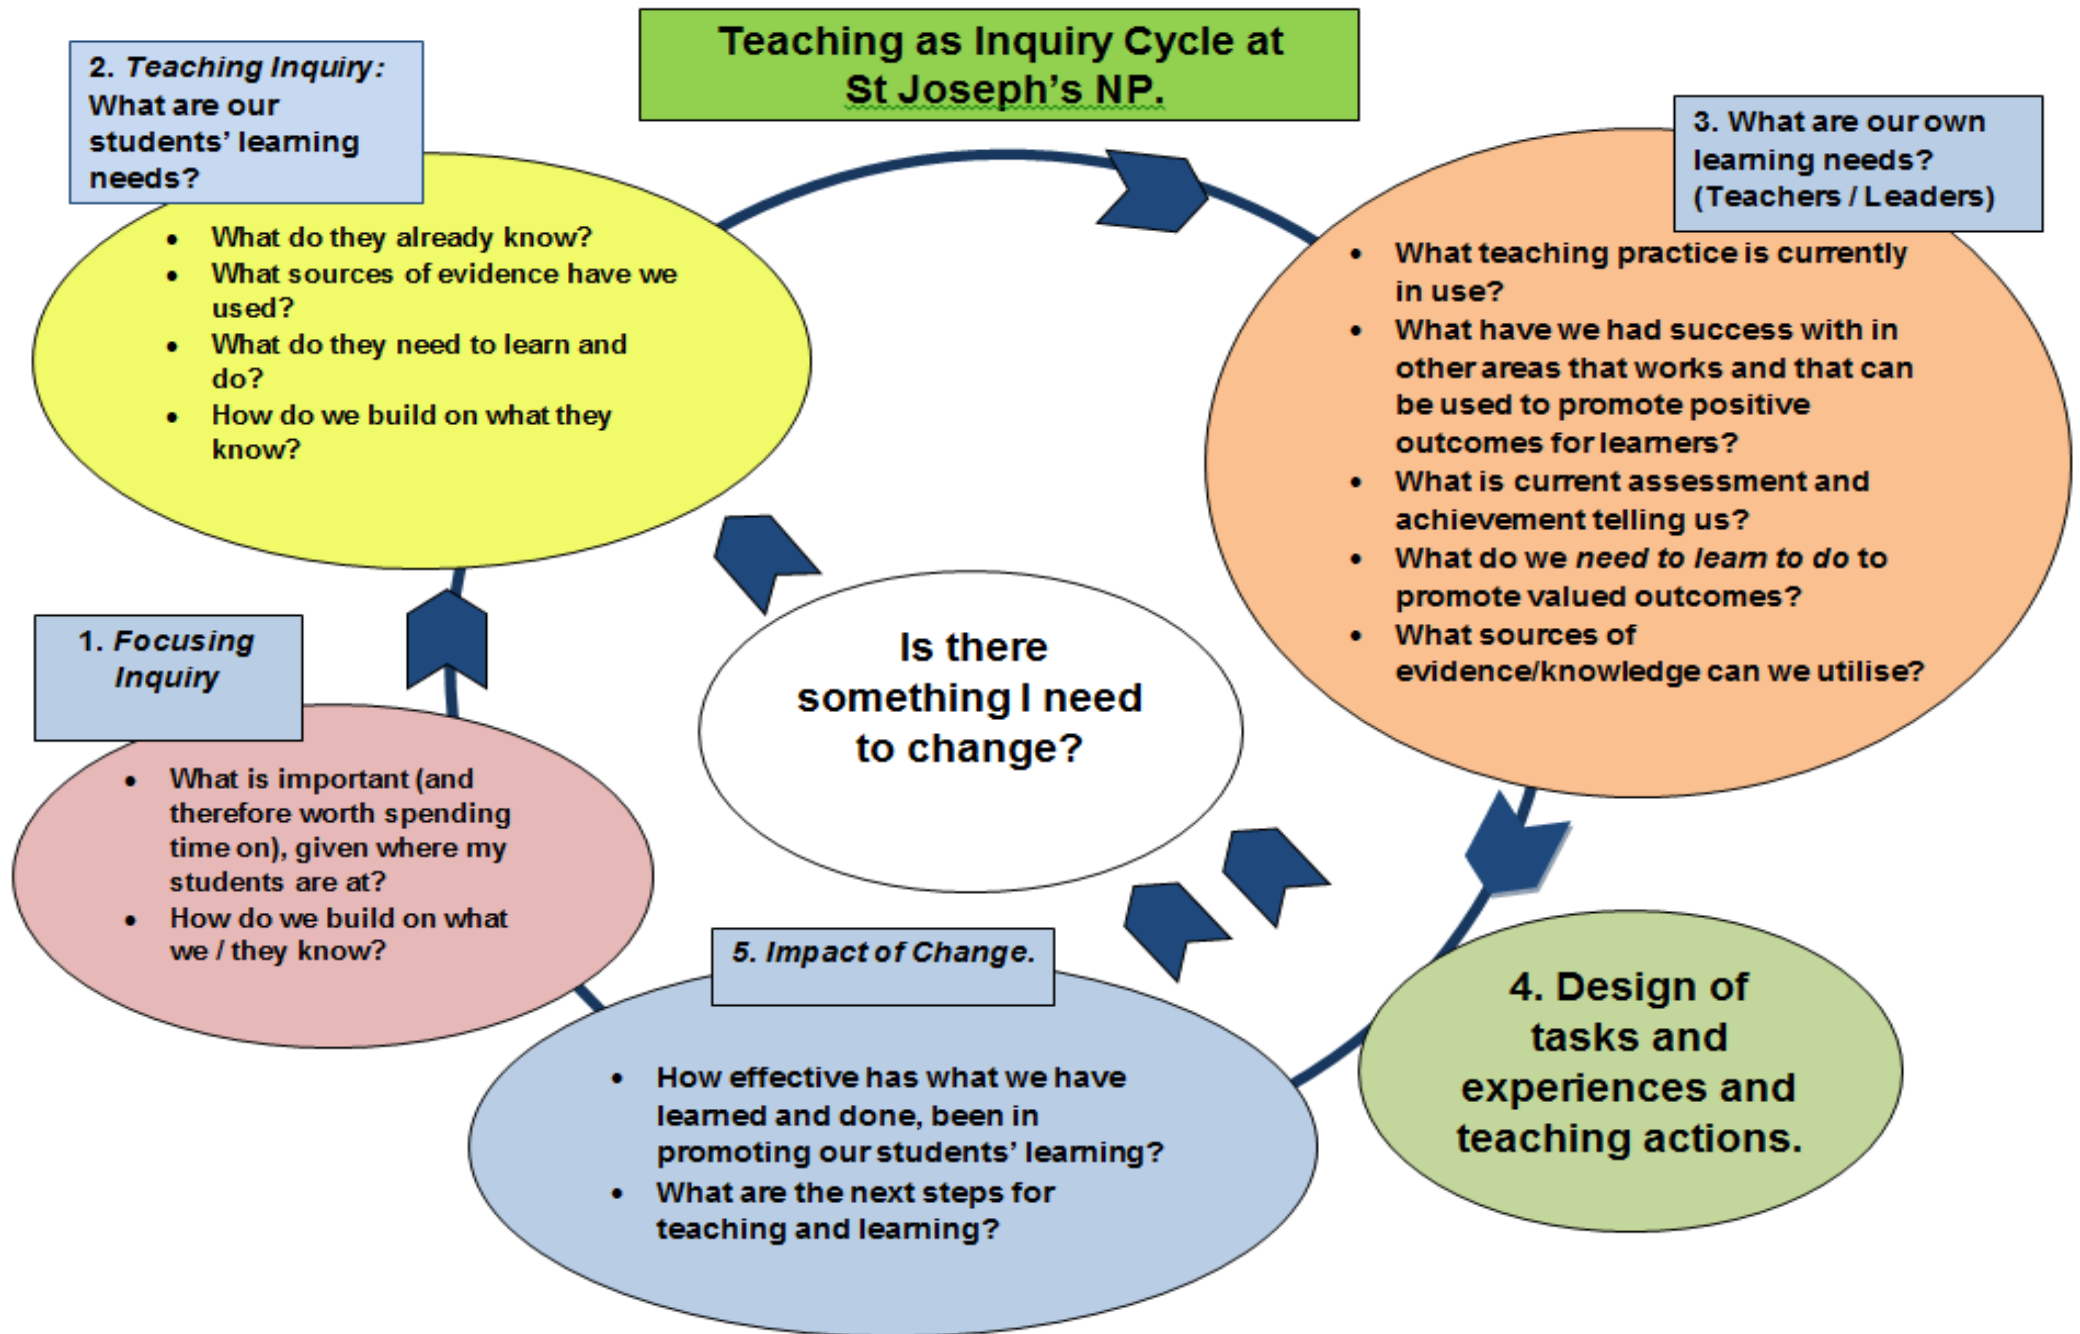 Teaching as Inquiry Cycle at
St Joseph's NP.
1. Focusing
Inquiry
• What is important (and
therefore worth spending
time on), given where my
students are at?
• How do we build on what
we / they know?
2. Teaching Inquiry:
What are our
students' learning
needs?
• What do they already know?
• What sources of evidence have we
used?
• What do they need to learn and
do?
• How do we build on what they
know?
3. What are our own
learning needs?
(Teachers / Leaders)
• What teaching practice is currently
in use?
• What have we had success with in
other areas that works and that can
be used to promote positive
outcomes for learners?
• What is current assessment and
achievement telling us?
• What do we need to learn to do to
promote valued outcomes?
• What sources of
evidence/knowledge can we utilise?
4. Design of
tasks and
experiences and
teaching actions.
5. Impact of Change.
• How effective has what we have
learned and done, been in
promoting our students' learning?
• What are the next steps for
teaching and learning?
Is there
something I need
to change?